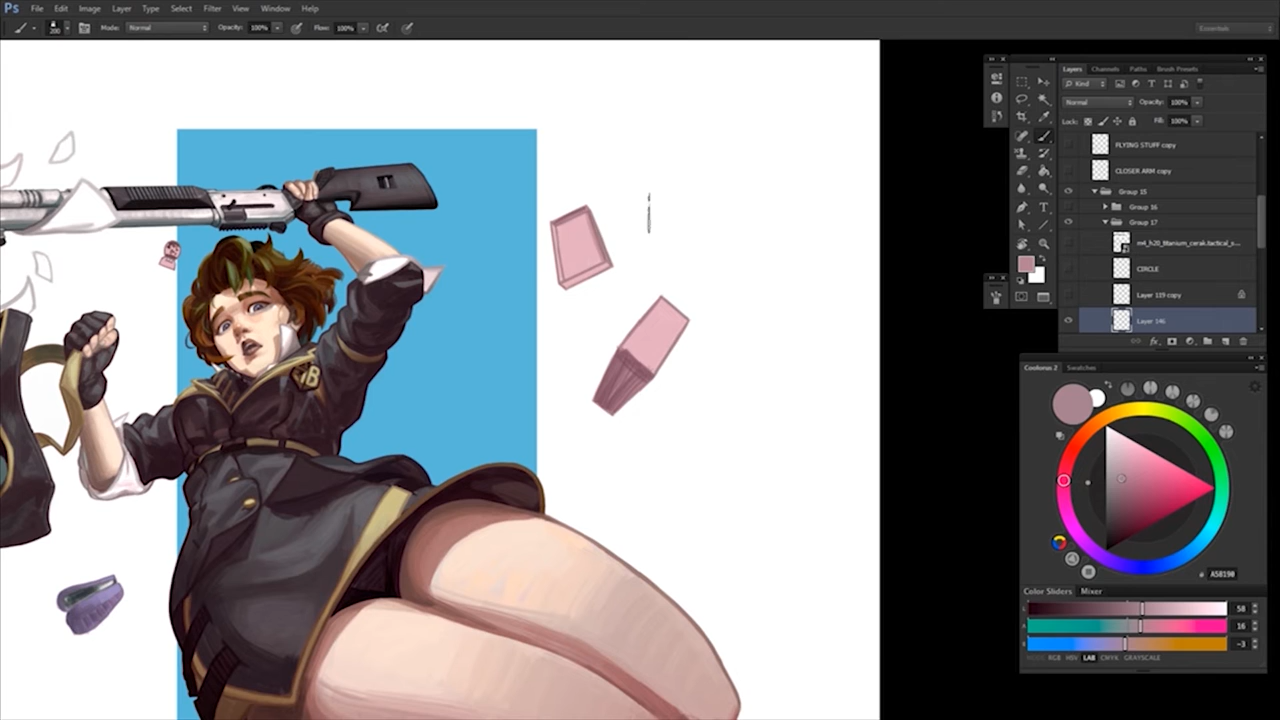 Ps File Edit Image Layer Type Select Filter View Window Help
200 Mode: Normal Opacity: 100% Flow: 100% Essentials
Layers Channels Paths Brush Presets
Kind
Normal Opacity: 100%
Lock: Fill: 100%
FLYING STUFF copy
CLOSER ARM copy
Group 15
Group 16
Group 17
CIRCLE
Layer 119 copy
Layer 146
Coolorus 2 Swatches
# A58190
Color Sliders Mixer
L 58
A 16
-3
RGB HSV LAB CMYK GRAYSCALE
B